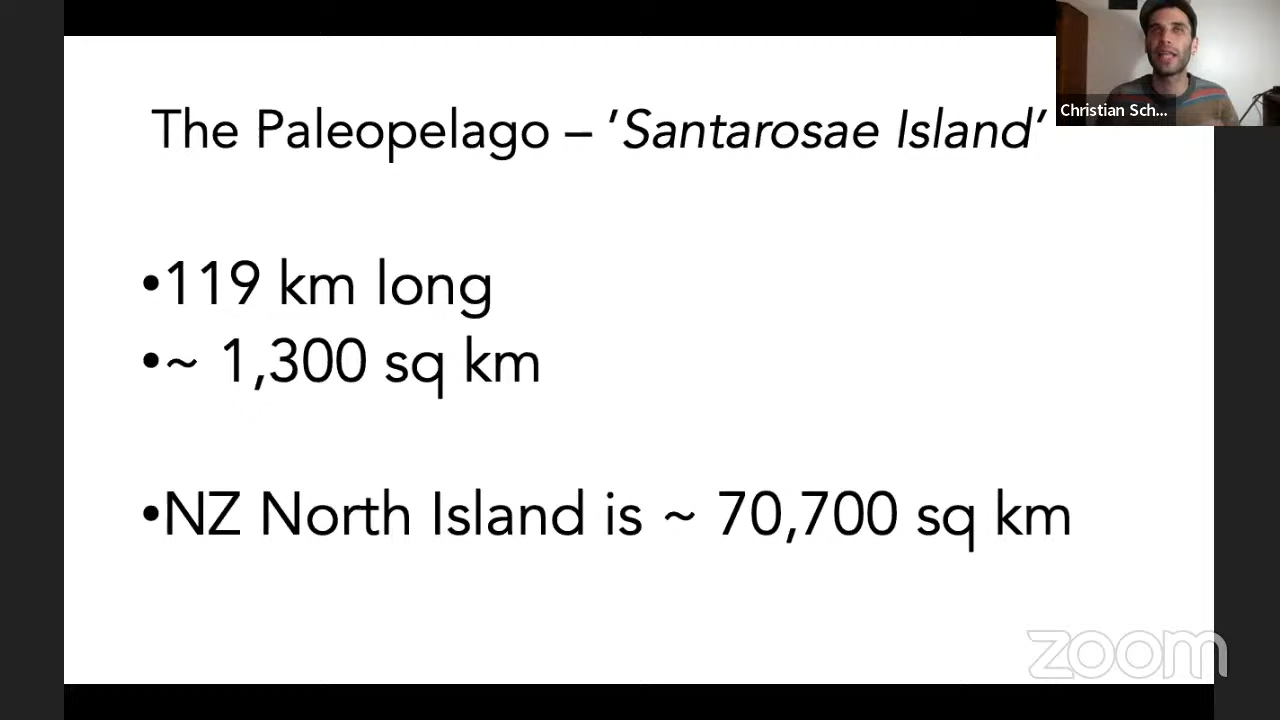 The Paleopelago – ’Santarosae Island’
Christian Sch...
•119 km long
•~ 1,300 sq km
•NZ North Island is ~ 70,700 sq km
zoom